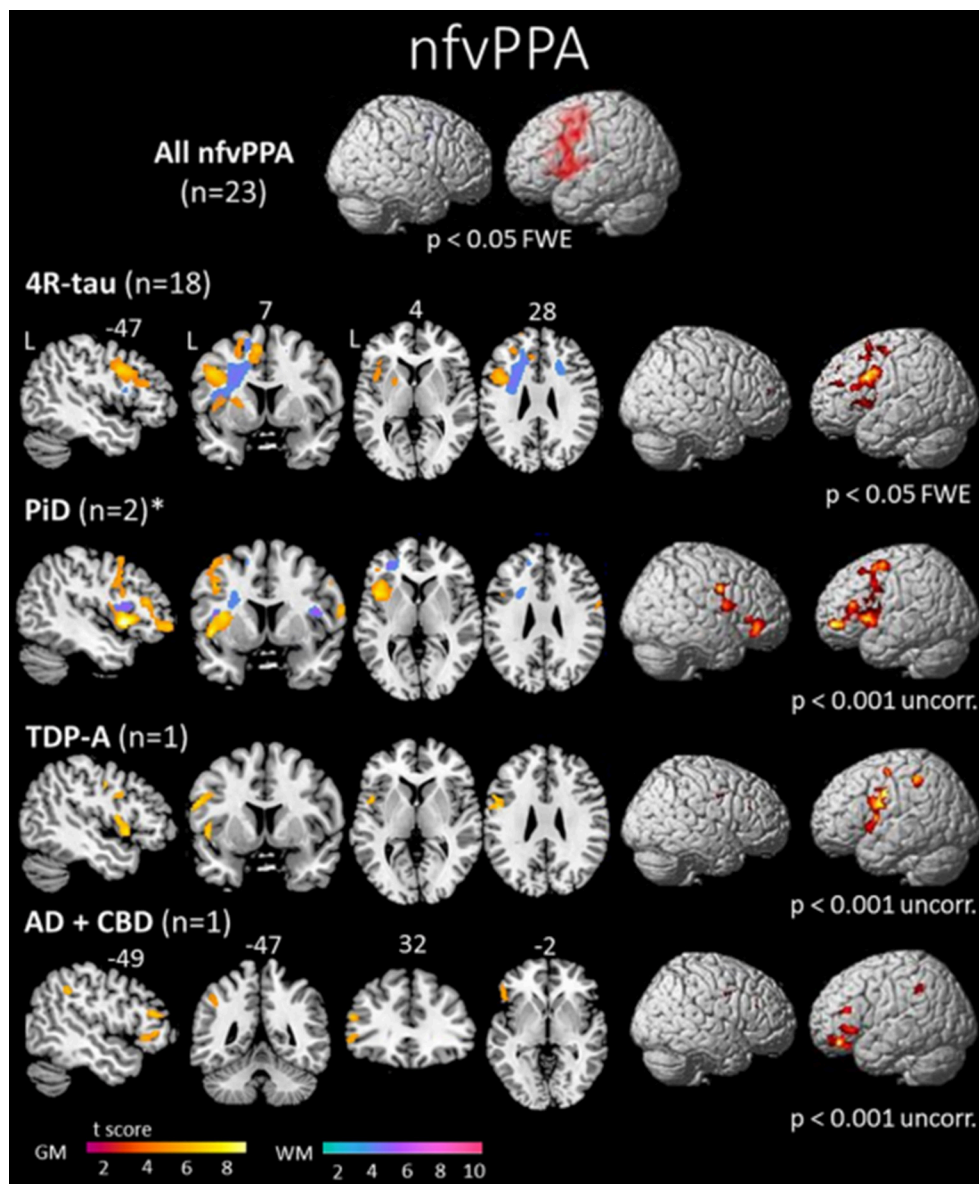 nfvPPA
All nfvPPA
(n=23)
p < 0.05 FWE
4R-tau (n=18)
L -47 L 7 L 4 28
p < 0.05 FWE
PiD (n=2)*
p < 0.001 uncorr.
TDP-A (n=1)
p < 0.001 uncorr.
AD + CBD (n=1)
-49 -47 32 -2
p < 0.001 uncorr.
t score
GM WM
2 4 6 8 2 4 6 8 10